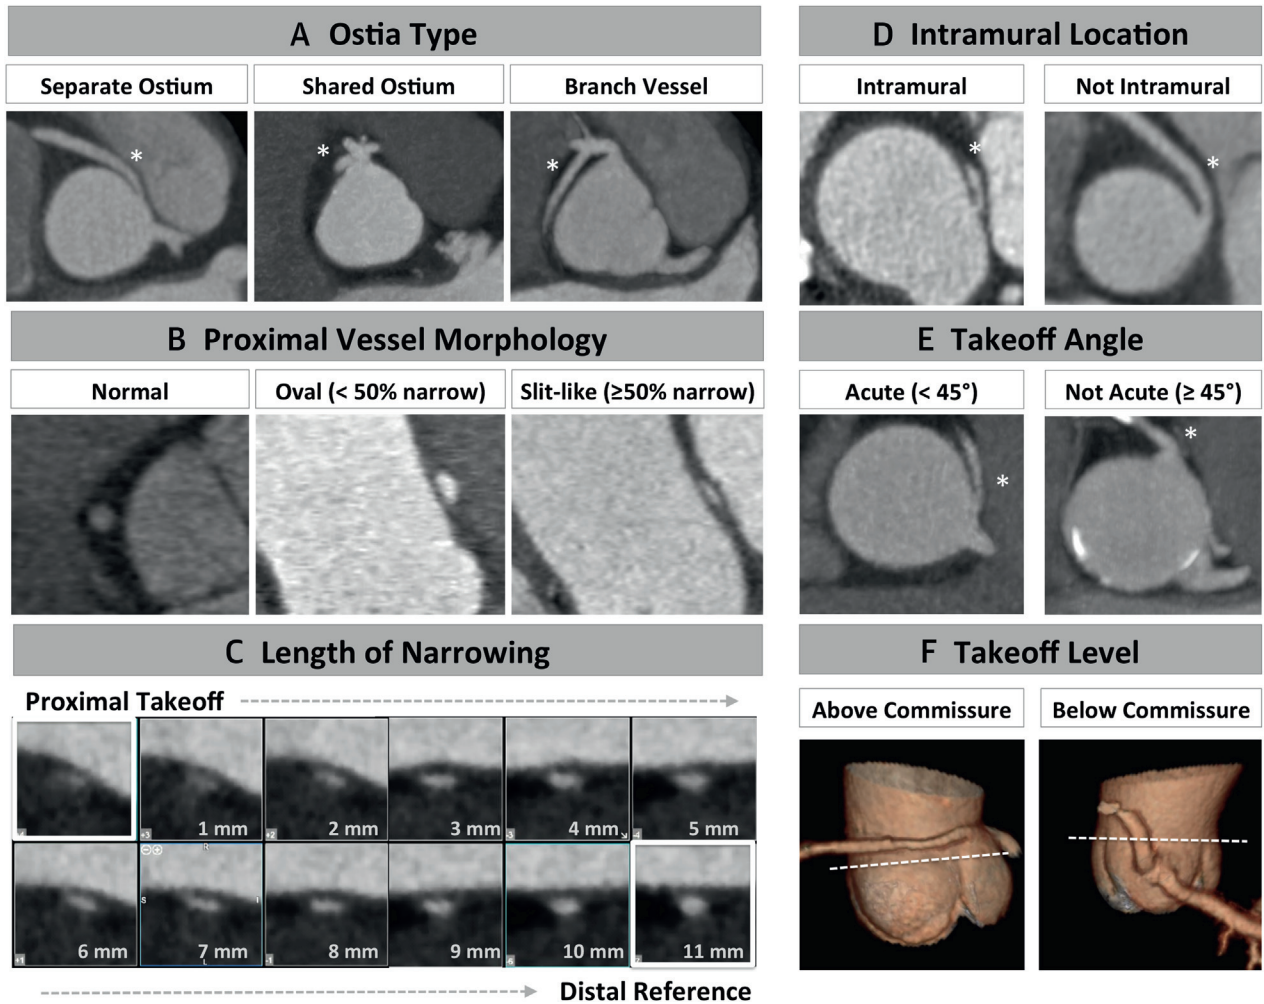 A Ostia Type
Separate Ostium
Shared Ostium
Branch Vessel
*
*
*
B Proximal Vessel Morphology
Normal
Oval (< 50% narrow)
Slit-like (≥50% narrow)
C Length of Narrowing
Proximal Takeoff
1 mm
2 mm
3 mm
4 mm
5 mm
6 mm
7 mm
8 mm
9 mm
10 mm
11 mm
Distal Reference
D Intramural Location
Intramural
Not Intramural
*
*
E Takeoff Angle
Acute (< 45°)
Not Acute (≥ 45°)
*
*
F Takeoff Level
Above Commissure
Below Commissure